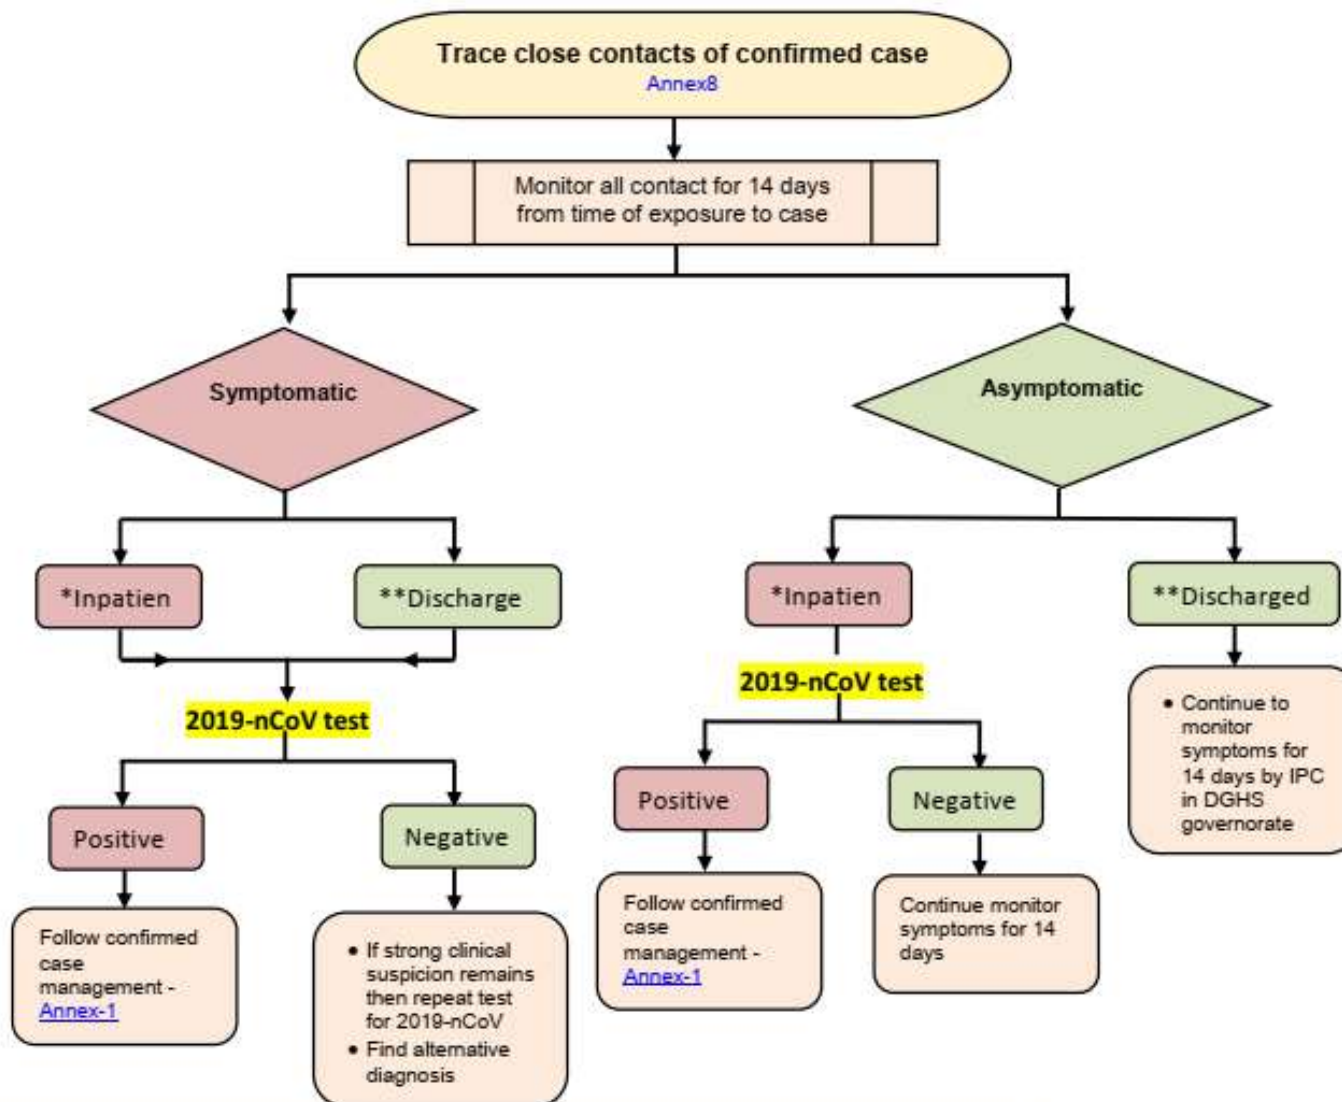 Trace close contacts of confirmed case
Annex8
Monitor all contact for 14 days
from time of exposure to case
Symptomatic
Asymptomatic
*Inpatien
**Discharge
*Inpatien
**Discharged
2019-nCoV test
2019-nCoV test
• Continue to
monitor
symptoms for
14 days by IPC
in DGHS
governorate
Positive
Negative
Positive
Negative
Follow confirmed
case
management -
Annex-1
• If strong clinical
suspicion remains
then repeat test
for 2019-nCoV
• Find alternative
diagnosis
Follow confirmed
case
management -
Annex-1
Continue monitor
symptoms for 14
days